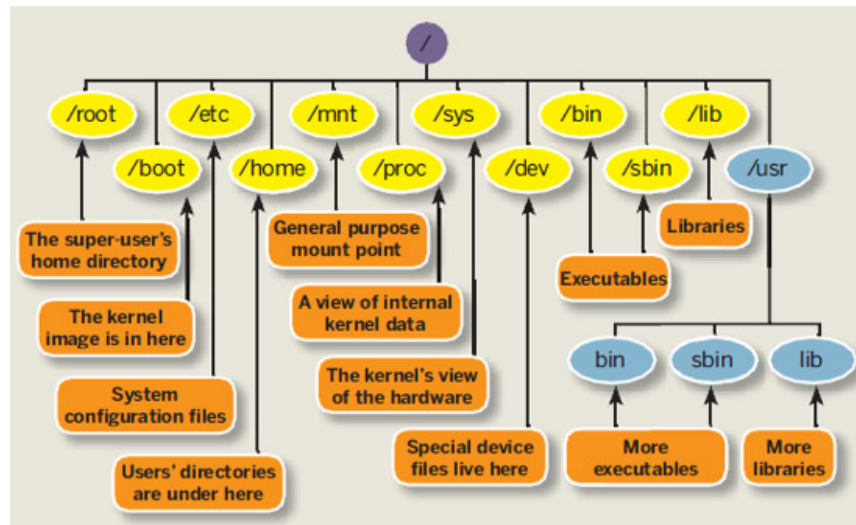 /
/root
/etc
/mnt
/sys
/bin
/lib
/boot
/home
/proc
/dev
/sbin
/usr
The super-user's
home directory
General purpose
mount point
Libraries
Executables
The kernel
image is in here
A view of internal
kernel data
The kernel's view
of the hardware
bin
sbin
lib
System
configuration files
Users' directories
are under here
Special device
files live here
More
executables
More
libraries